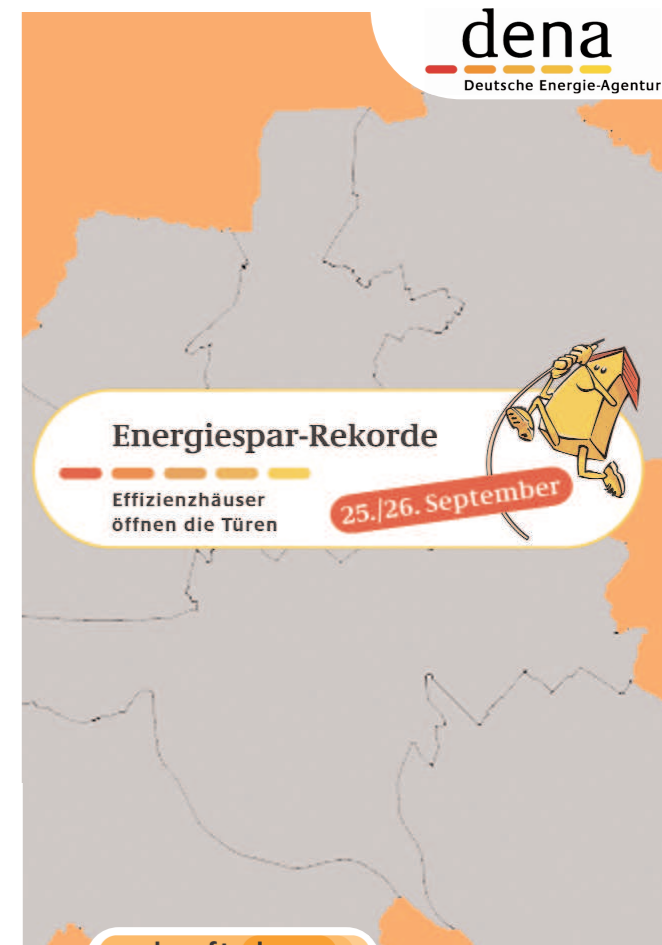 dena
Deutsche Energie-Agentur
Energiespar-Rekorde
Effizienzhäuser
öffnen die Türen
25./26. September